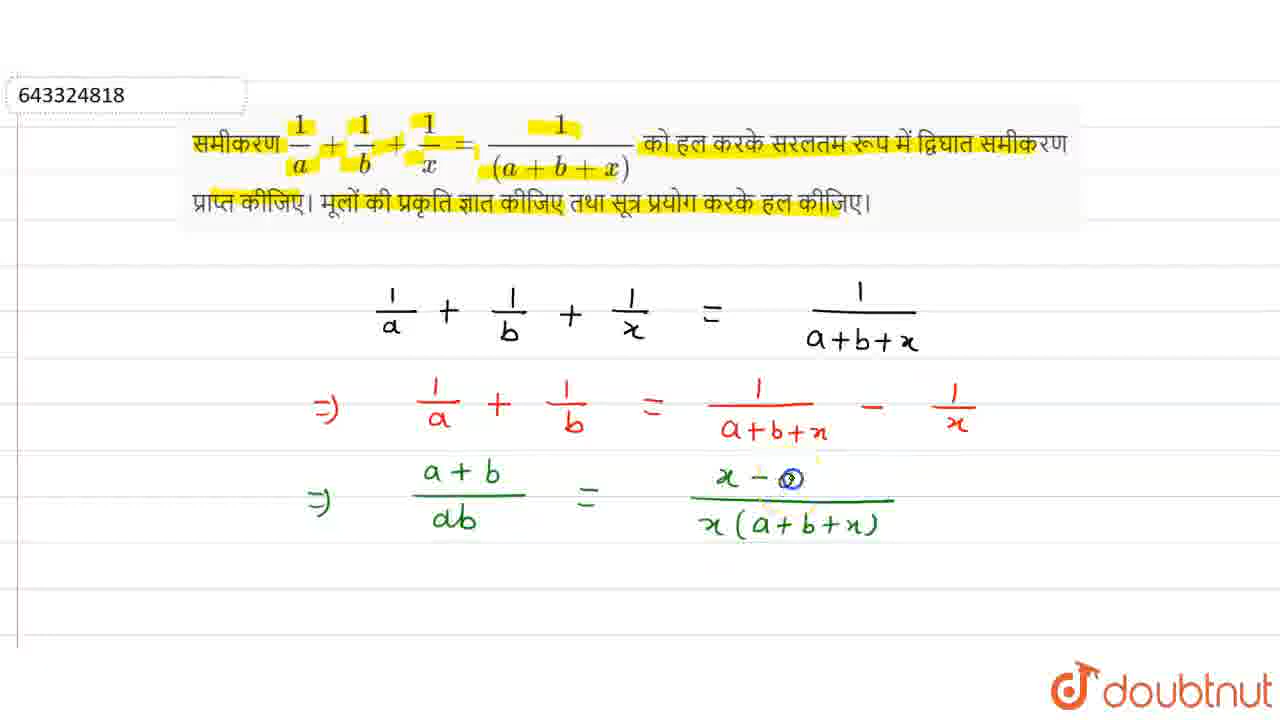 643324818
समीकरण 1/a + 1/b + 1/x = 1/(a + b + x) को हल करके सरलतम रूप में द्विघात समीकरण
प्राप्त कीजिए। मूलों की प्रकृति ज्ञात कीजिए तथा सूत्र प्रयोग करके हल कीजिए।
1/a + 1/b + 1/x = 1/a+b+x
⇒ 1/a + 1/b = 1/a+b+x - 1/x
⇒ a+b/ab = x - /x(a+b+x)
doubtnut